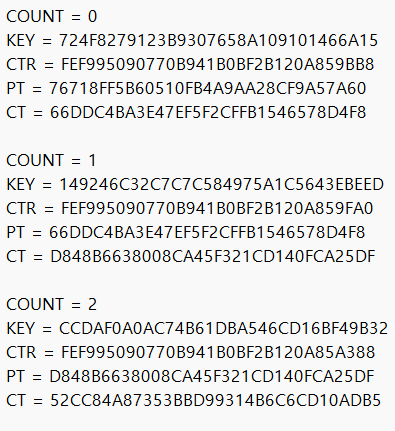 COUNT = 0
KEY = 724F8279123B9307658A109101466A15
CTR = FEF995090770B941B0BF2B120A859BB8
PT = 76718FF5B60510FB4A9AA28CF9A57A60
CT = 66DDC4BA3E47EF5F2CFFB1546578D4F8
COUNT = 1
KEY = 149246C32C7C7C584975A1C5643EBEED
CTR = FEF995090770B941B0BF2B120A859FA0
PT = 66DDC4BA3E47EF5F2CFFB1546578D4F8
CT = D848B6638008CA45F321CD140FCA25DF
COUNT = 2
KEY = CCDAF0A0AC74B61DBA546CD16BF49B32
CTR = FEF995090770B941B0BF2B120A85A388
PT = D848B6638008CA45F321CD140FCA25DF
CT = 52CC84A87353BBD99314B6C6CD10ADB5